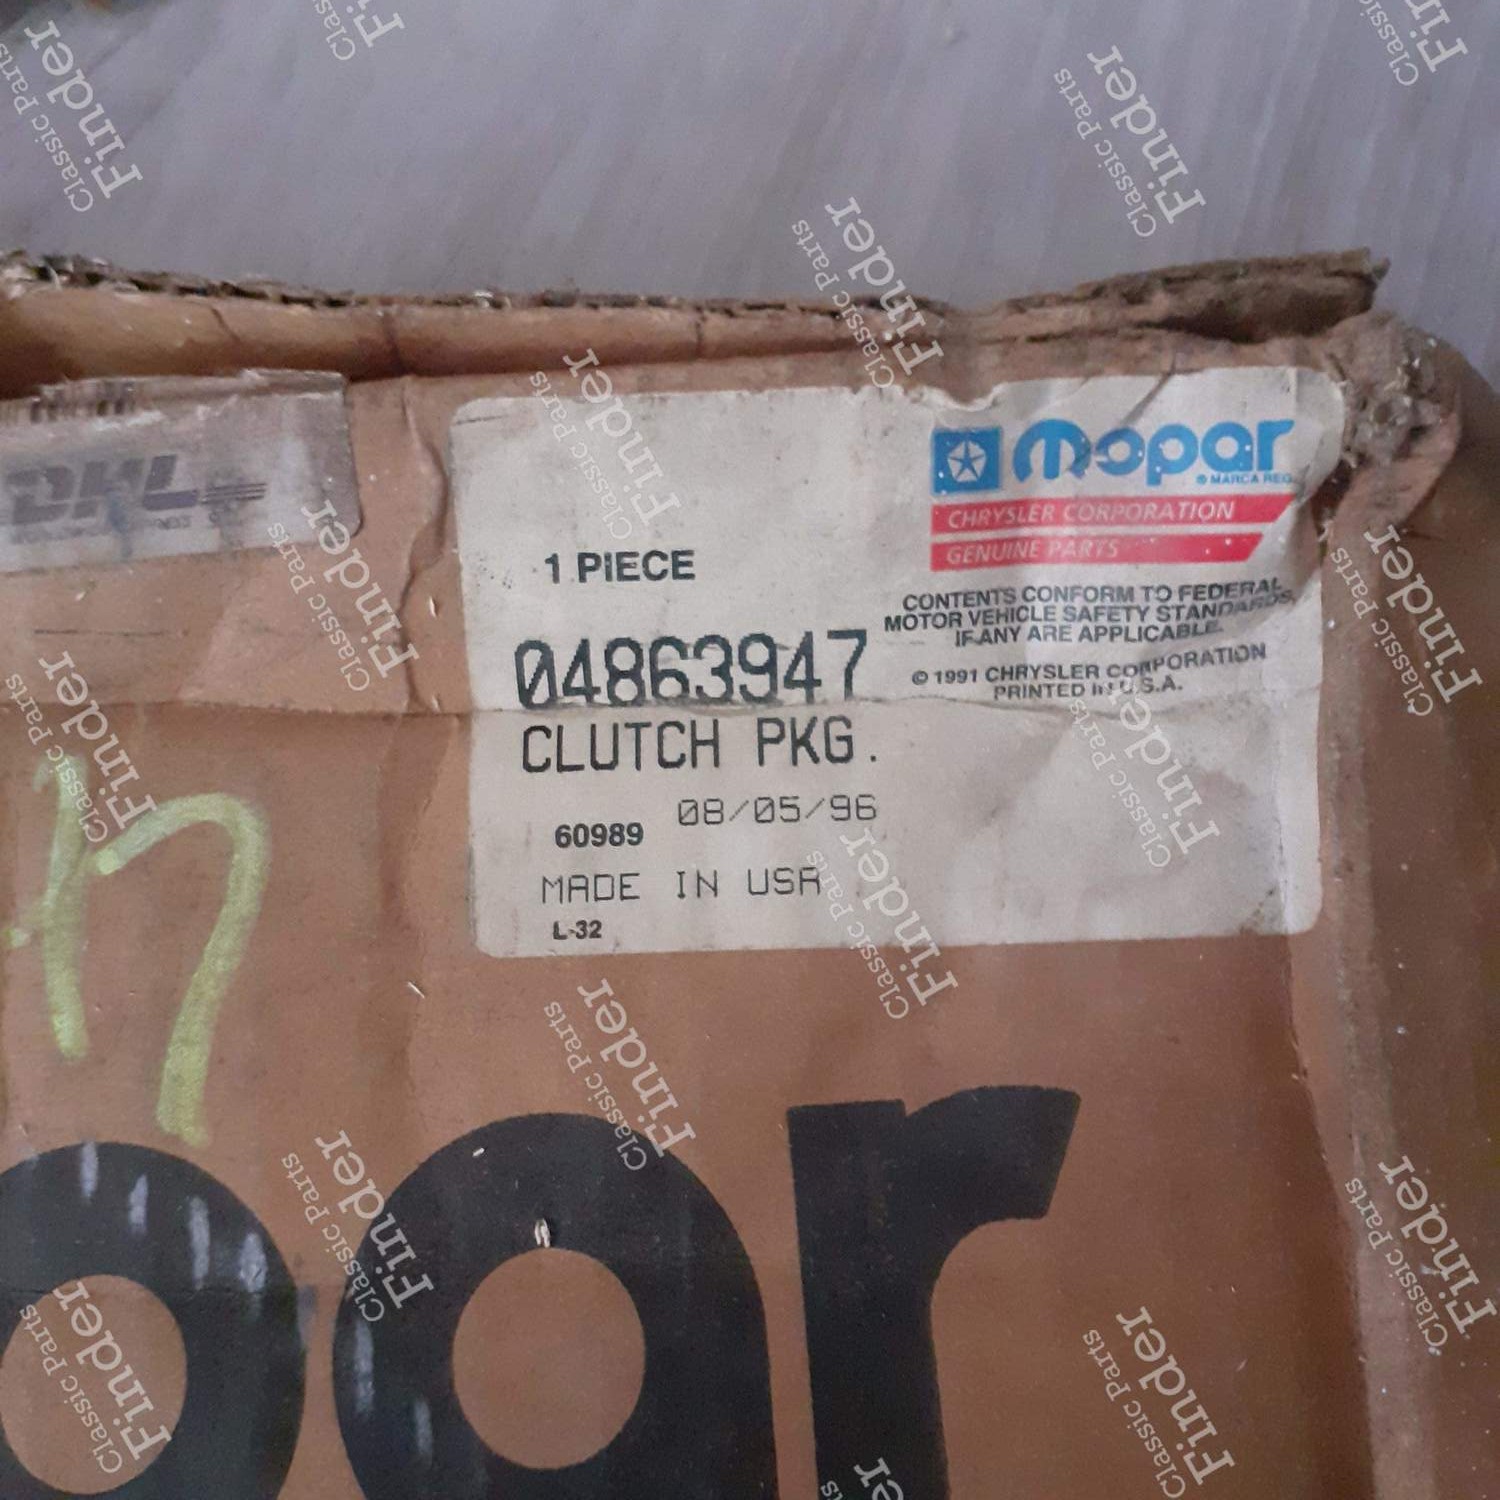 DHL
mopar
® MARCA REG.
CHRYSLER CORPORATION
GENUINE PARTS
1 PIECE
CONTENTS CONFORM TO FEDERAL
MOTOR VEHICLE SAFETY STANDARDS,
IF ANY ARE APPLICABLE.
04863947
© 1991 CHRYSLER CORPORATION
PRINTED IN U.S.A.
CLUTCH PKG.
08/05/96
60989
MADE IN USA
L-32
par
Classic Parts
Finder